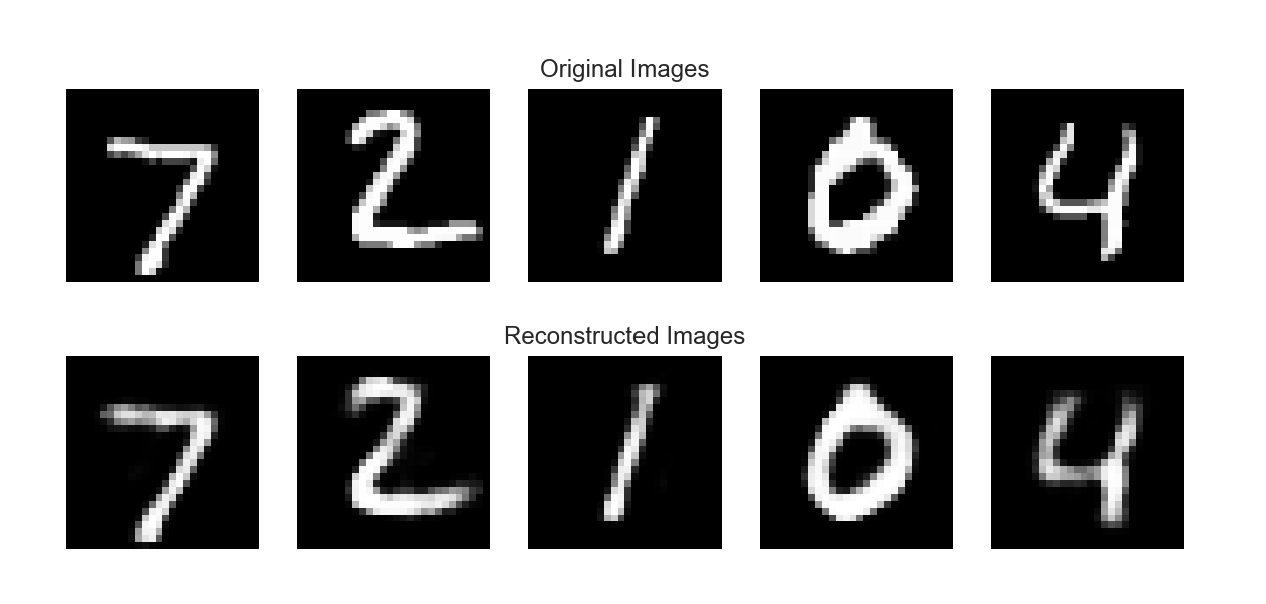 Original Images
7 2 1 0 4
Reconstructed Images
7 2 1 0 4